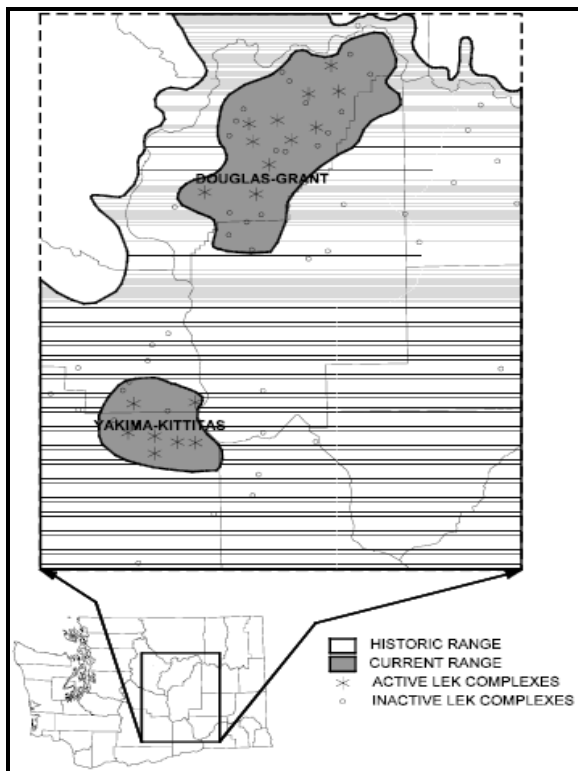 DOUGLAS-GRANT
YAKIMA-KITTITAS
HISTORIC RANGE
CURRENT RANGE
ACTIVE LEK COMPLEXES
INACTIVE LEK COMPLEXES